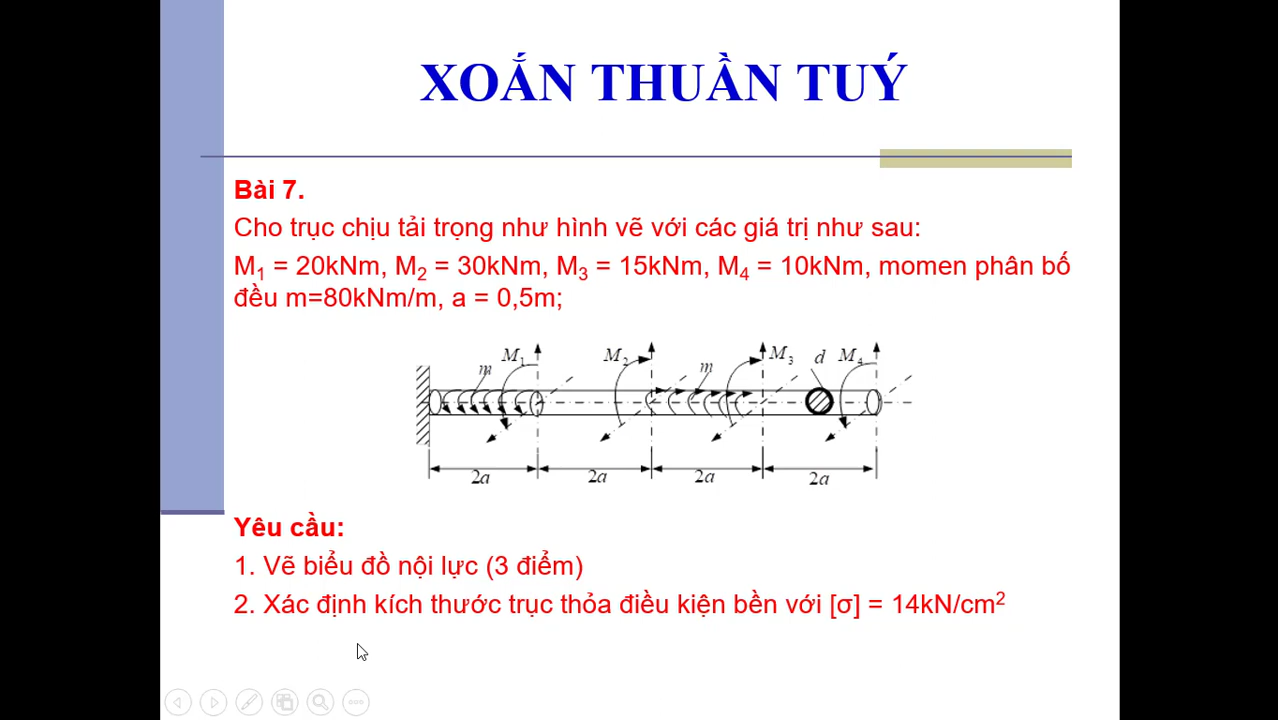 XOẮN THUẦN TUÝ
Bài 7.
Cho trục chịu tải trọng như hình vẽ với các giá trị như sau:
M1 = 20kNm, M2 = 30kNm, M3 = 15kNm, M4 = 10kNm, momen phân bố
đều m=80kNm/m, a = 0,5m;
m M1 M2 m M3 d M4
2a 2a 2a 2a
Yêu cầu:
1. Vẽ biểu đồ nội lực (3 điểm)
2. Xác định kích thước trục thỏa điều kiện bền với [σ] = 14kN/cm²